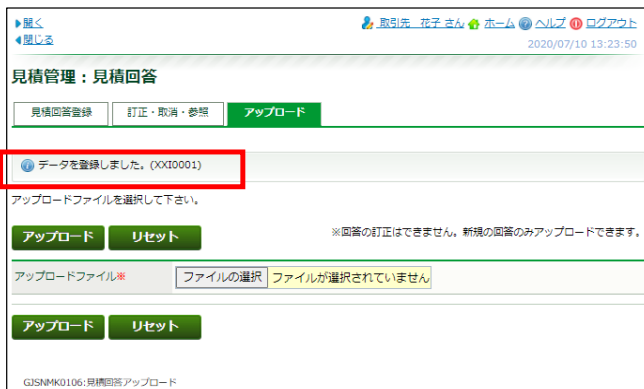 ▶開く
◀閉じる
取引先 花子 さん ホーム ヘルプ ログアウト
2020/07/10 13:23:50
見積管理：見積回答
見積回答登録 訂正・取消・参照 アップロード
データを登録しました。(XXI0001)
アップロードファイルを選択して下さい。
アップロード リセット ※回答の訂正はできません。新規の回答のみアップロードできます。
アップロードファイル※ ファイルの選択 ファイルが選択されていません
アップロード リセット
GJSNMK0106:見積回答アップロード